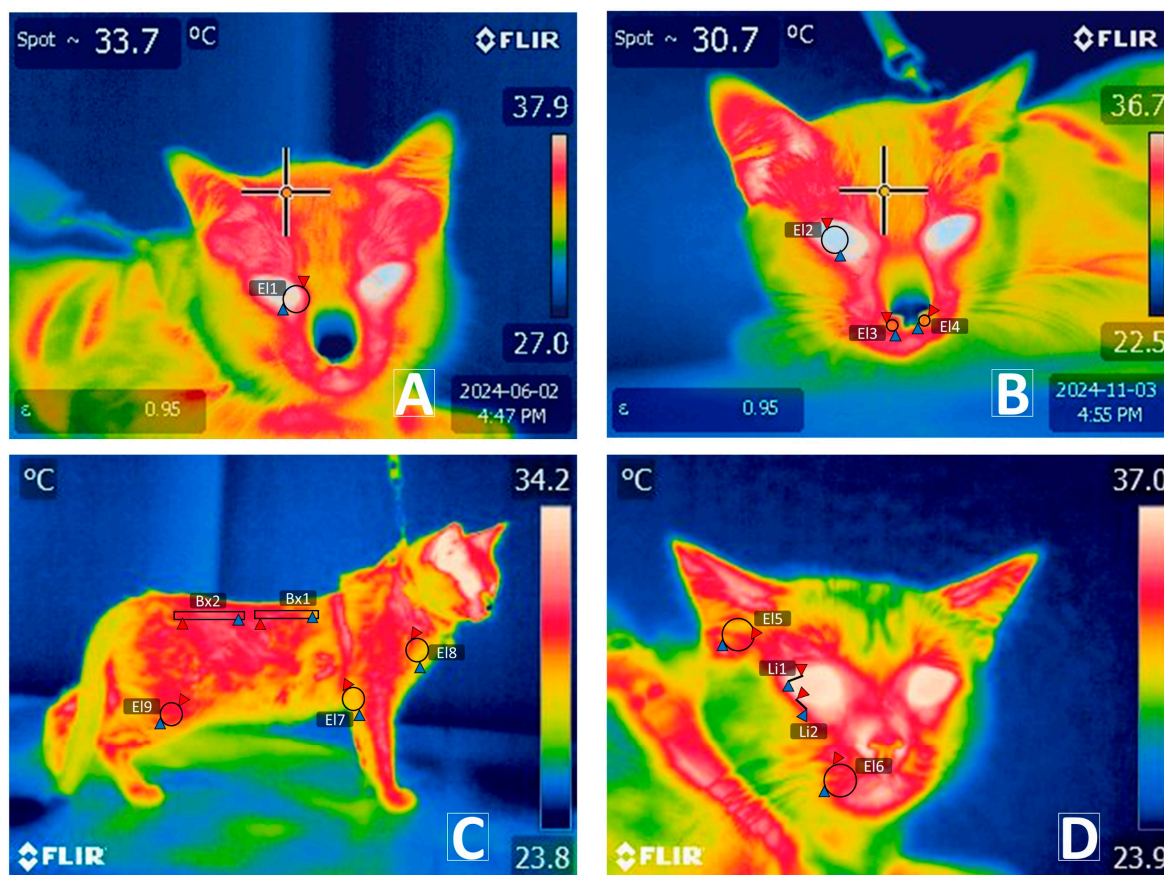 Spot ~ 33.7 °C
FLIR
37.9
El1
27.0
ε 0.95
A
2024-06-02
4:47 PM
Spot ~ 30.7 °C
FLIR
36.7
El2
El3
El4
22.5
ε 0.95
B
2024-11-03
4:55 PM
°C
34.2
Bx2
Bx1
El8
El9
El7
C
FLIR
23.8
°C
37.0
El5
Li1
Li2
El6
D
FLIR
23.9